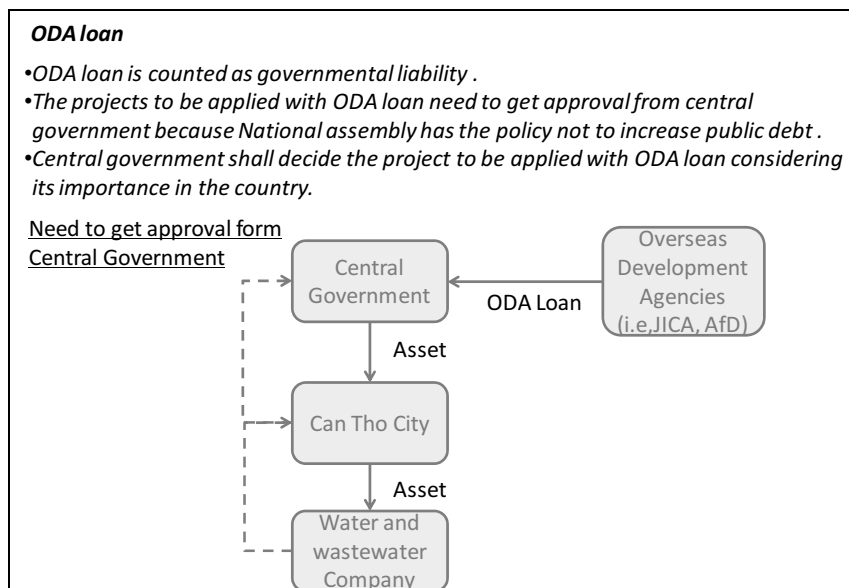 ODA loan
•ODA loan is counted as governmental liability .
•The projects to be applied with ODA loan need to get approval from central
government because National assembly has the policy not to increase public debt .
•Central government shall decide the project to be applied with ODA loan considering
its importance in the country.
Need to get approval form
Central Government
Central
Government
Overseas
Development
Agencies
(i.e,JICA, AfD)
ODA Loan
Asset
Can Tho City
Asset
Water and
wastewater
Company